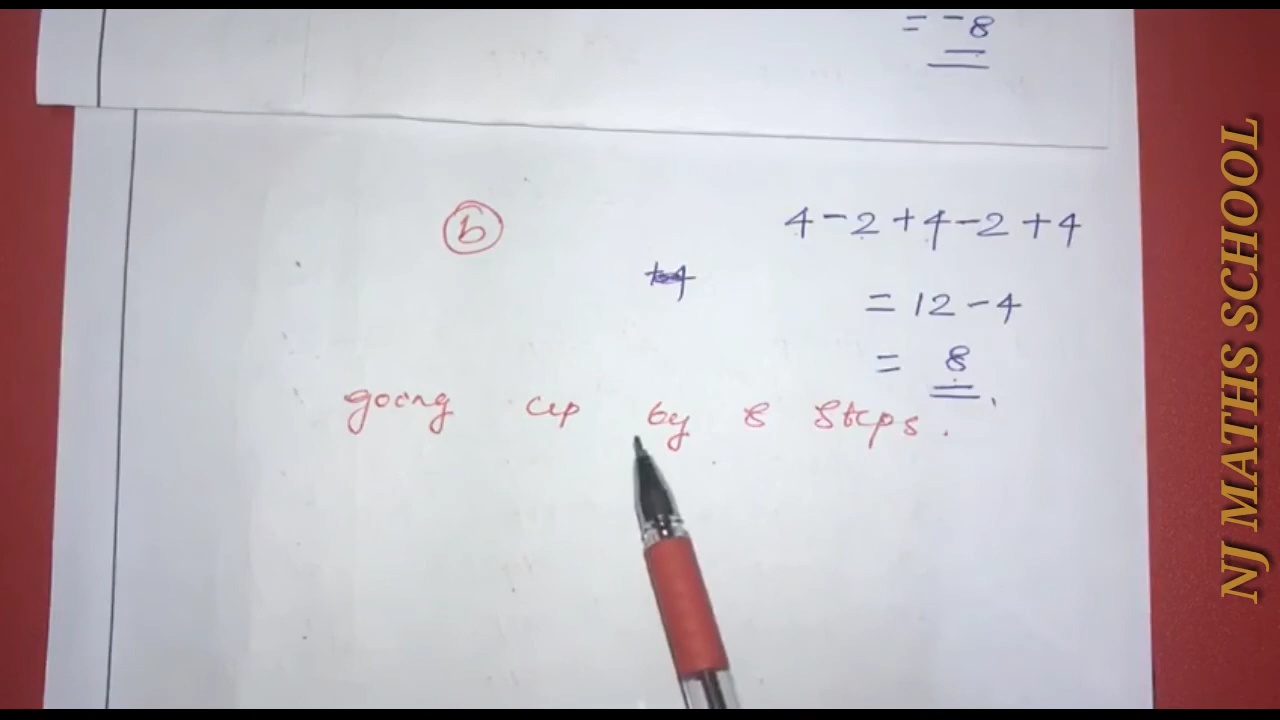 = -8
b
4-2+4-2+4
= 12-4
= 8
going up by 8 steps.
NJ MATHS SCHOOL